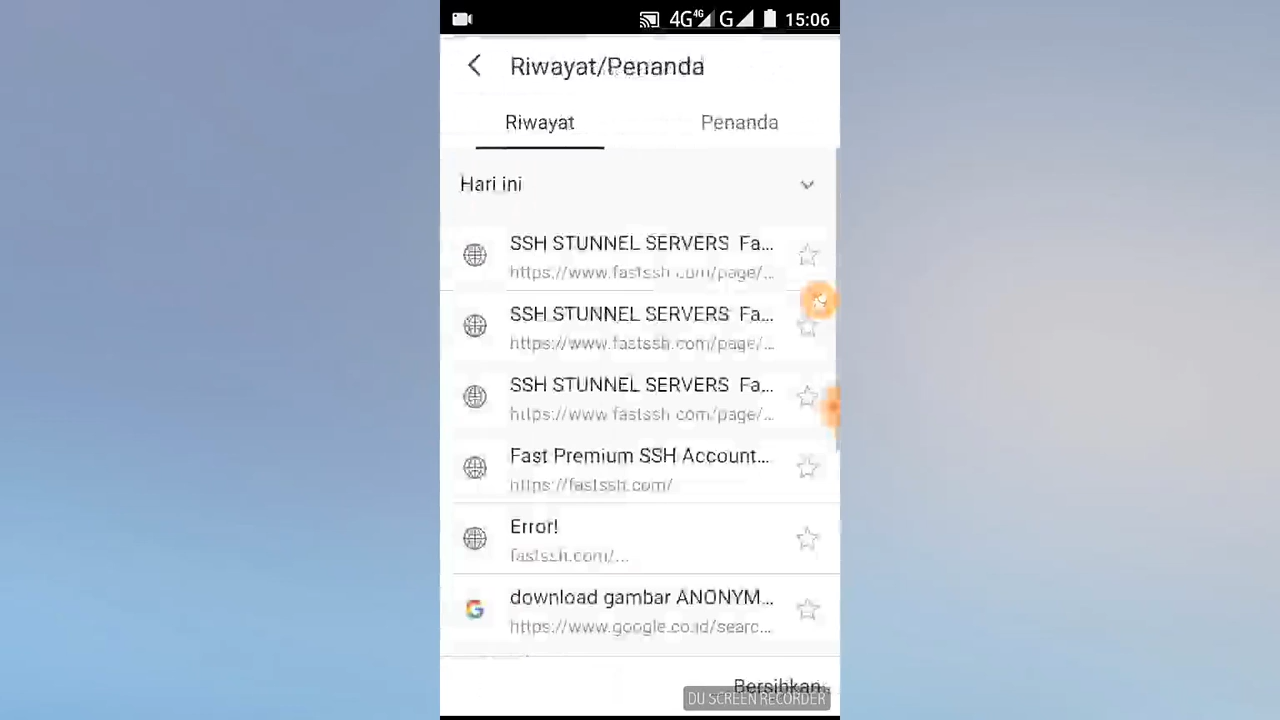 4G 4G G 15:06
Riwayat/Penanda
Riwayat Penanda
Hari ini
SSH STUNNEL SERVERS Fa...
https://www.fastssh.com/page/...
SSH STUNNEL SERVERS Fa...
https://www.fastssh.com/page/...
SSH STUNNEL SERVERS Fa...
https://www.fastssh.com/page/...
Fast Premium SSH Account...
https://fastssh.com/
Error!
fastssh.com/...
download gambar ANONYM...
https://www.google.co.id/searc...
Bersihkan
DU SCREEN RECORDER